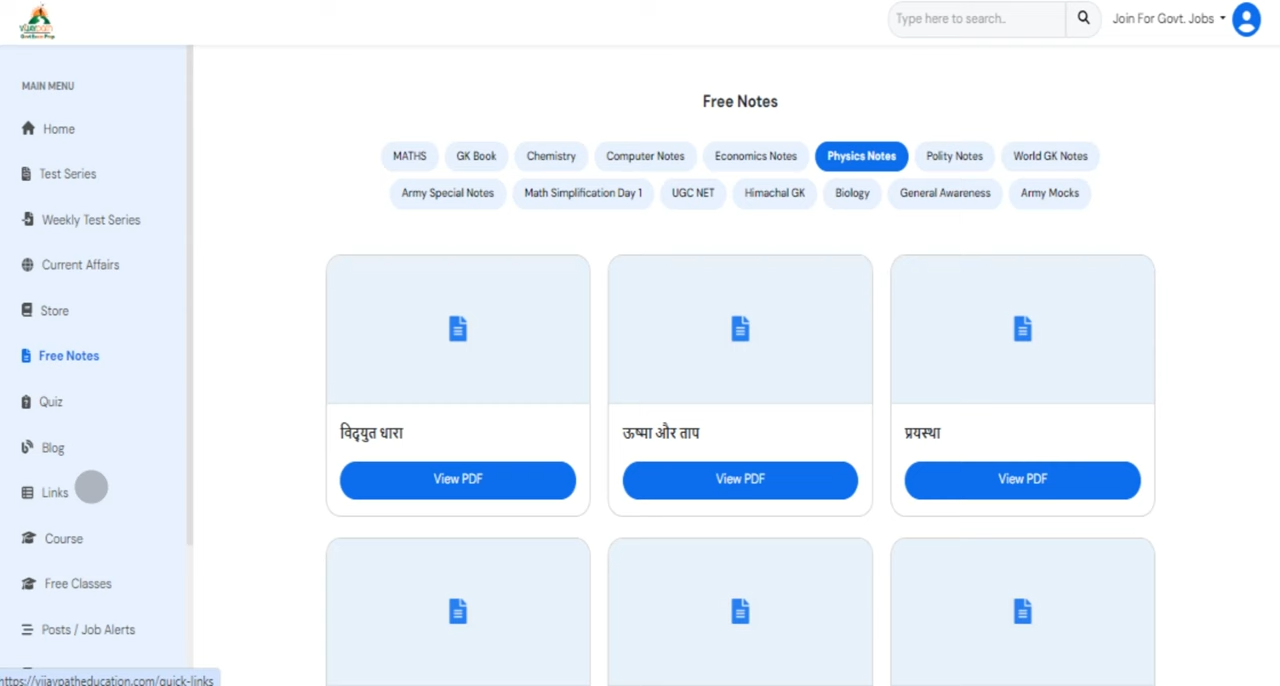 VIJAYPATH
Type here to search..
Join For Govt. Jobs
MAIN MENU
Home
Test Series
Weekly Test Series
Current Affairs
Store
Free Notes
Quiz
Blog
Links
Course
Free Classes
Posts / Job Alerts
https://vijaypatheducation.com/quick-links
Free Notes
MATHS GK Book Chemistry Computer Notes Economics Notes Physics Notes Polity Notes World GK Notes
Army Special Notes Math Simplification Day 1 UGC NET Himachal GK Biology General Awareness Army Mocks
विद्युत धारा
View PDF
ऊष्मा और ताप
View PDF
प्रयस्था
View PDF